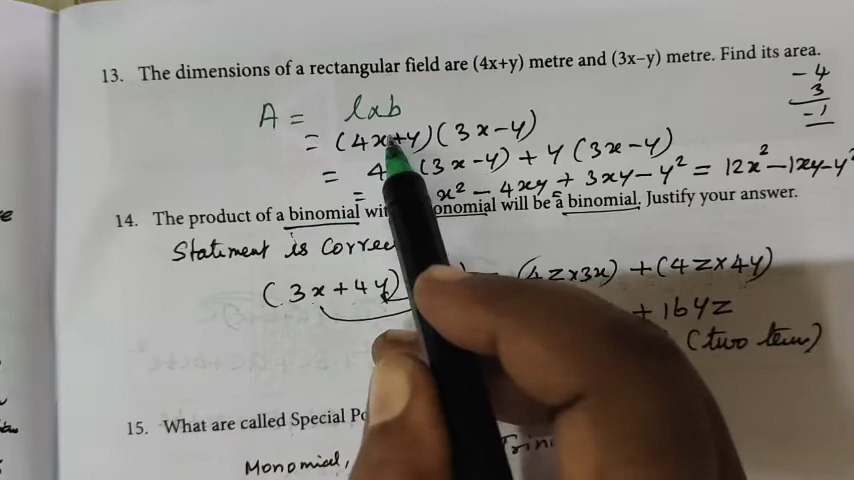 13. The dimensions of a rectangular field are (4x+y) metre and (3x–y) metre. Find its area.
A = l x b
= (4x+y)(3x-y)
= 4 (3x-y) + y (3x-y)
= x² - 4xy + 3xy - y² = 12x² - 1xy - y²
- 4
3
- 1
14. The product of a binomial onomial will be a binomial. Justify your answer.
Statement is Correc
(3x+4y) = (4z×3x) + (4z×4y)
+ 16yz
(two term)
15. What are called Special Po
Monomial, Trin